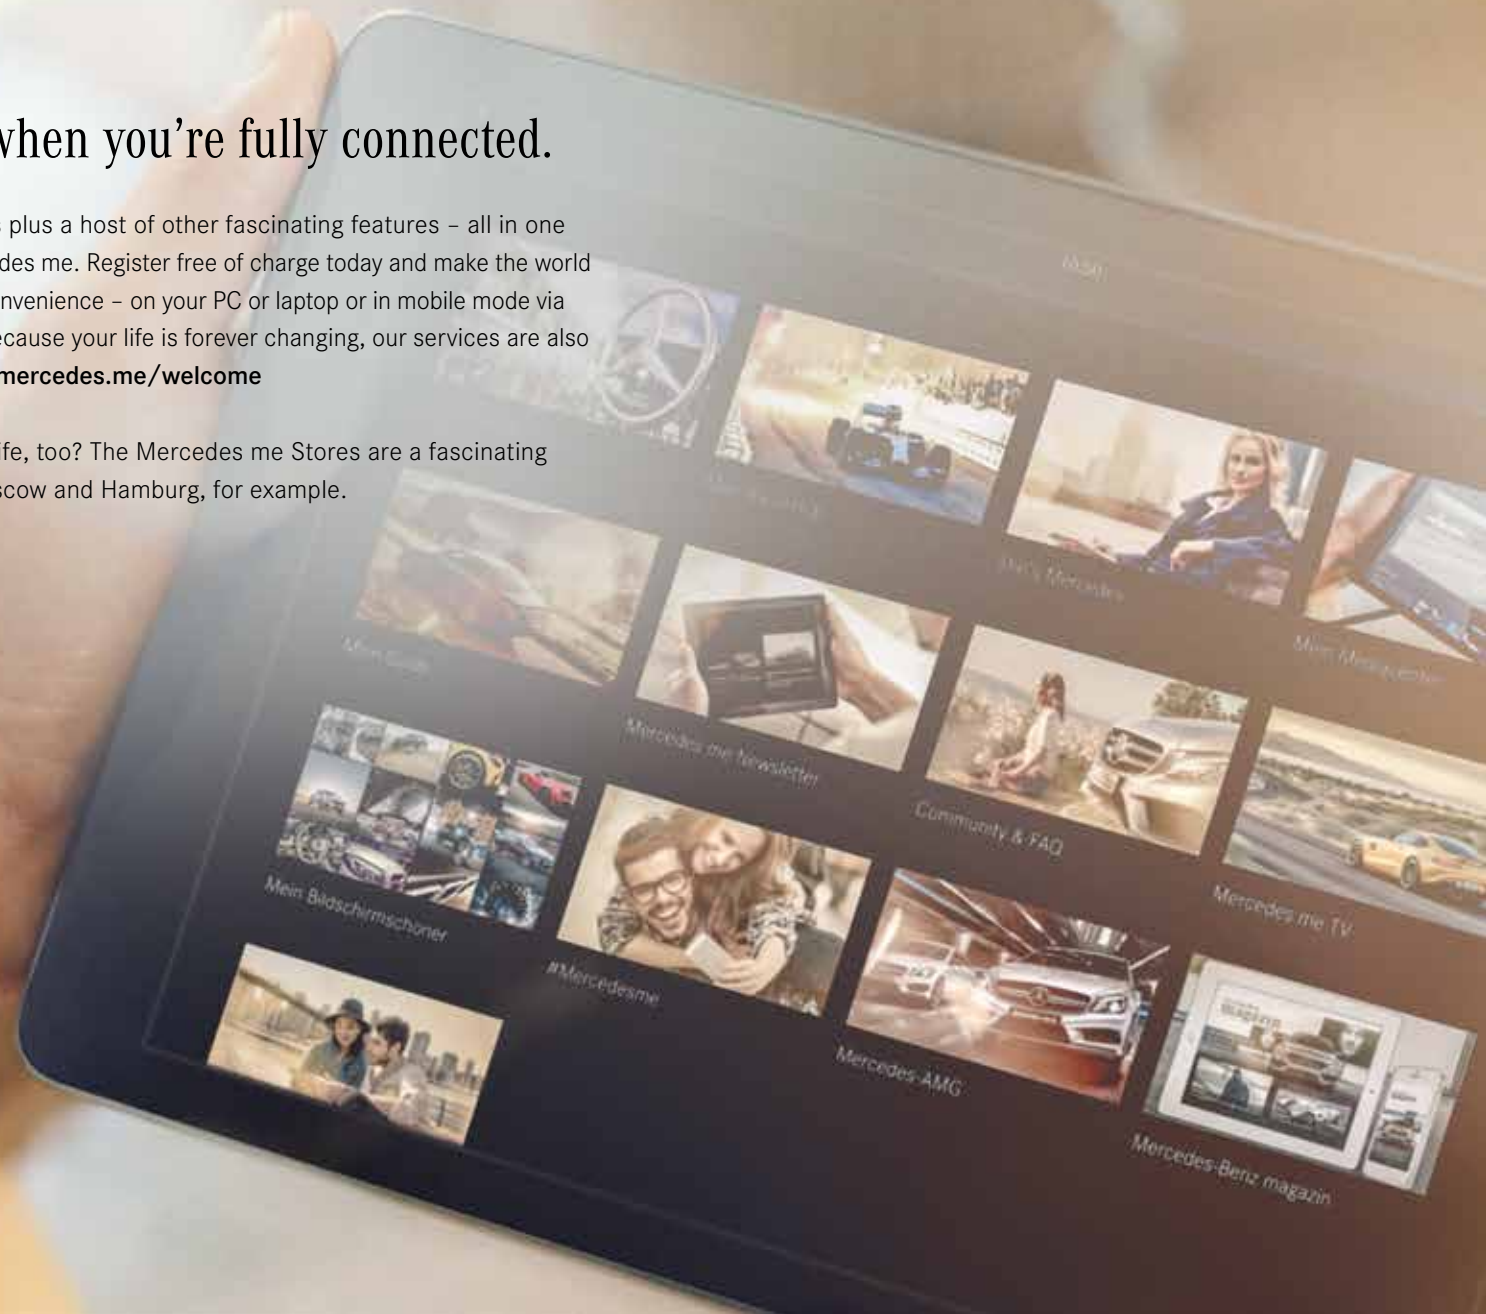 when you're fully connected.
plus a host of other fascinating features – all in one
des me. Register free of charge today and make the world
nvenience – on your PC or laptop or in mobile mode via
ecause your life is forever changing, our services are also
mercedes.me/welcome
ife, too? The Mercedes me Stores are a fascinating
scow and Hamburg, for example.
Mercedes me Newsletter
Community & FAQ
Mercedes me TV
Mein Bildschirmschoner
#Mercedesme
Mercedes-AMG
Mercedes-Benz magazin